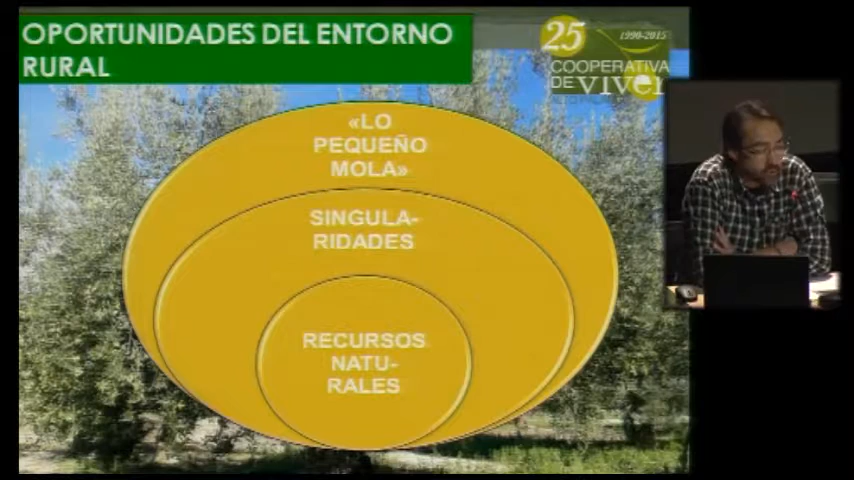 OPORTUNIDADES DEL ENTORNO
RURAL
25
1990-2015
COOPERATIVA
DE viver
«LO
PEQUEÑO
MOLA»
SINGULA-
RIDADES
RECURSOS
NATU-
RALES